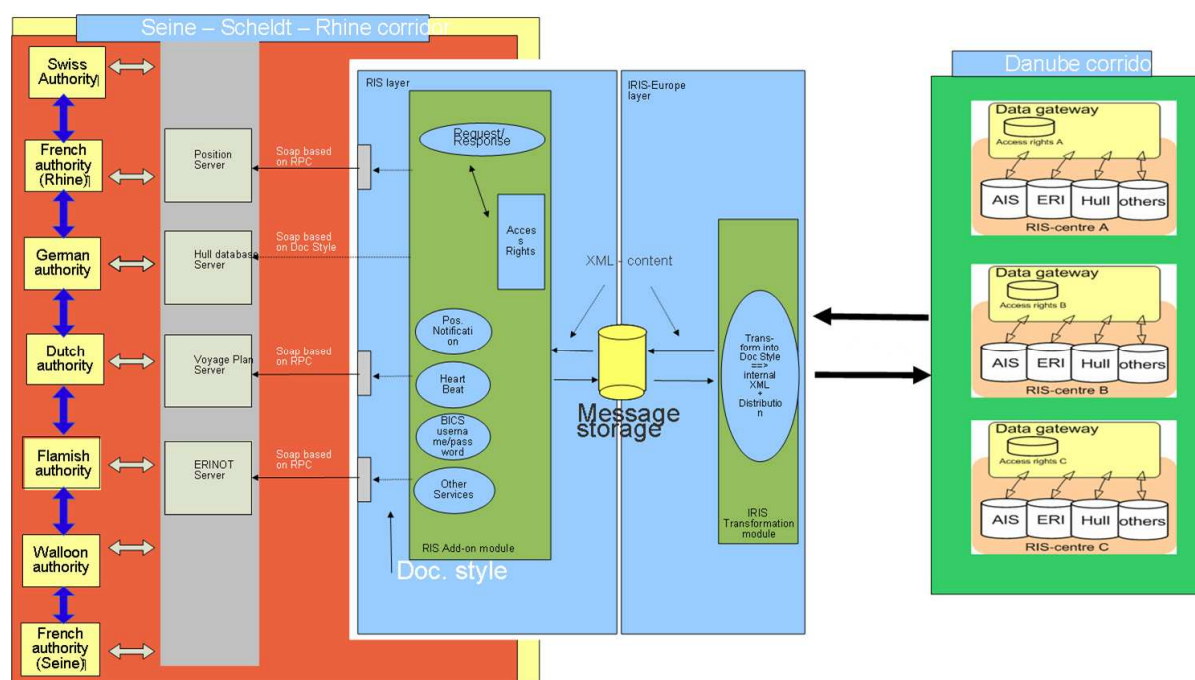 Seine – Scheldt – Rhine corridor
Swiss
Authority
French
authority
(Rhine)
German
authority
Dutch
authority
Flamish
authority
Walloon
authority
French
authority
(Seine)
Position
Server
Hull database
Server
Voyage Plan
Server
ERINOT
Server
Soap based
on RPC
Soap based
on Doc Style
Soap based
on RPC
Soap based
on RPC
RIS layer
Request/
Response
Acces
s
Rights
Pos.
Notificati
on
Heart
Beat
BICS
userna
me/pass
word
Other
Services
RIS Add-on module
Doc. style
IRIS-Europe
layer
XML - content
Message
storage
Trans-
form into
Doc Style
==>
internal
XML
+
Distributio
n
IRIS
Transformation
module
Danube corrido
Data gateway
Access rights A
AIS ERI Hull others
RIS-centre A
Data gateway
Access rights B
AIS ERI Hull others
RIS-centre B
Data gateway
Access rights C
AIS ERI Hull others
RIS-centre C